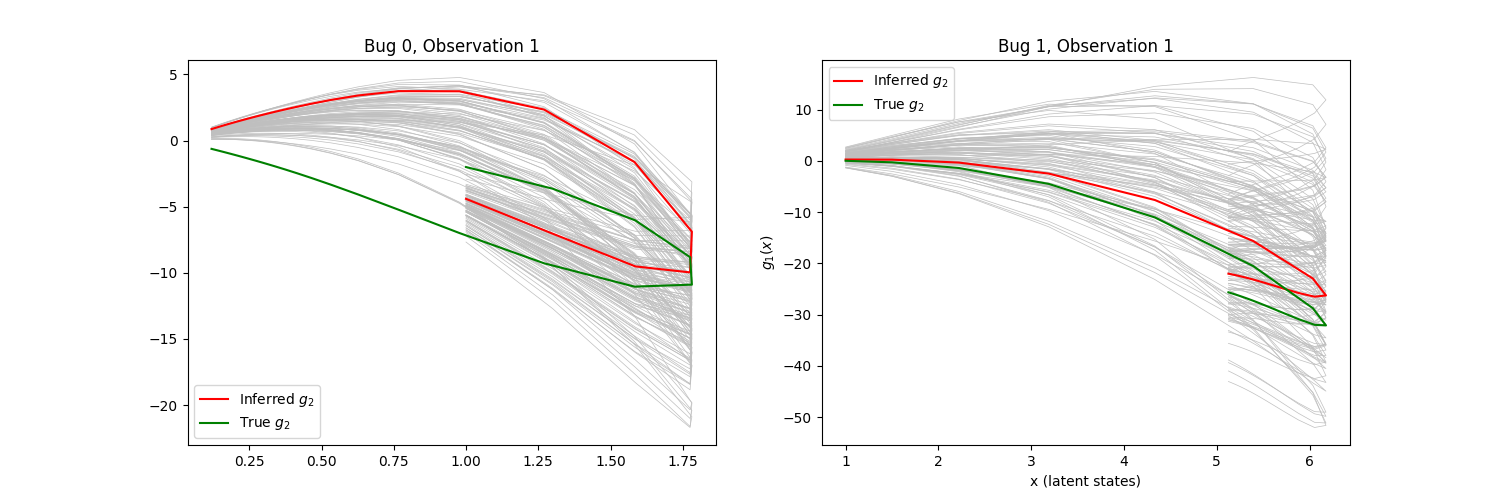 Bug 0, Observation 1
5
0
−5
−10
−15
−20
Inferred g₂
True g₂
0.25 0.50 0.75 1.00 1.25 1.50 1.75
Bug 1, Observation 1
Inferred g₂
True g₂
g₁(x)
10
0
−10
−20
−30
−40
−50
1 2 3 4 5 6
x (latent states)